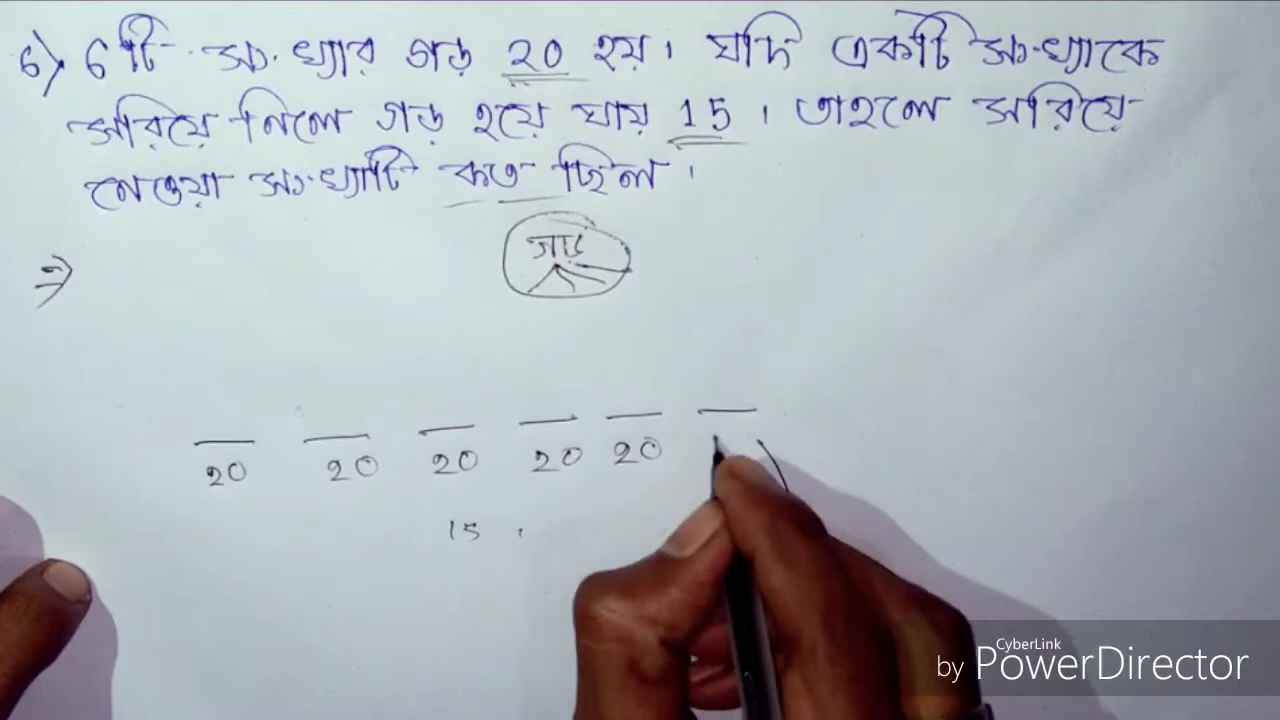 6) 6টি সংখ্যার গড় 20 হয়। যদি একটি সংখ্যাকে
সরিয়ে নিলে গড় হয়ে যায় 15। তাহলে সরিয়ে
নেওয়া সংখ্যাটি কত ছিল।
⇒
20 20 20 20 20
15
CyberLink
by PowerDirector